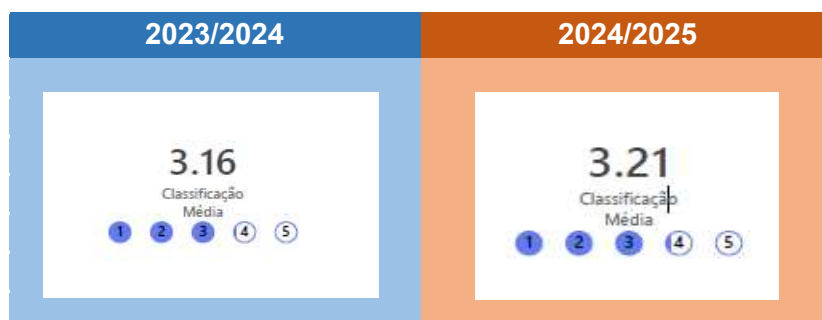 2023/2024
2024/2025
3.16
Classificação
Média
1 2 3 4 5
3.21
Classificação
Média
1 2 3 4 5